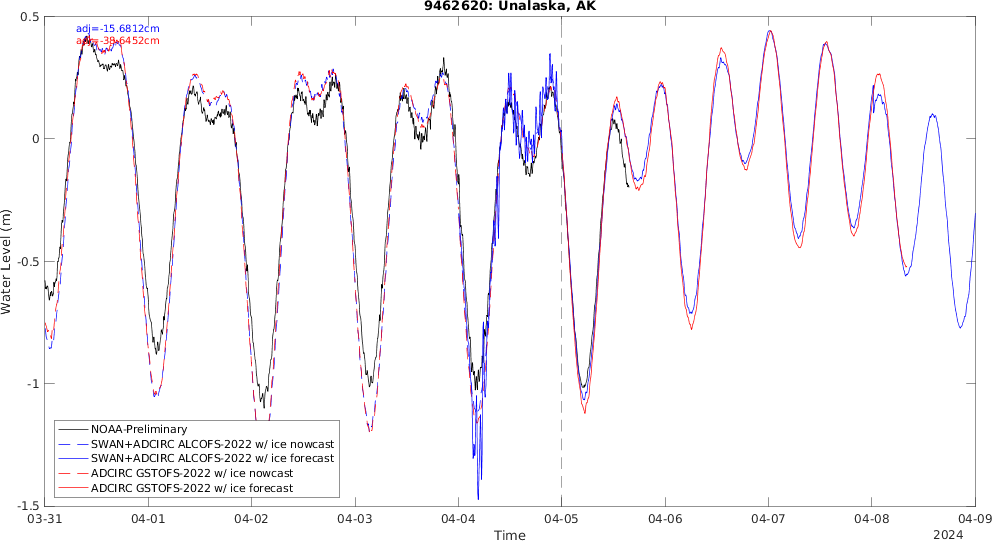 9462620: Unalaska, AK
adj=-15.6812cm
adj=-38.6452cm
Water Level (m)
0.5
0
-0.5
-1
-1.5
NOAA-Preliminary
SWAN+ADCIRC ALCOFS-2022 w/ ice nowcast
SWAN+ADCIRC ALCOFS-2022 w/ ice forecast
ADCIRC GSTOFS-2022 w/ ice nowcast
ADCIRC GSTOFS-2022 w/ ice forecast
03-31 04-01 04-02 04-03 04-04 04-05 04-06 04-07 04-08 04-09
Time
2024